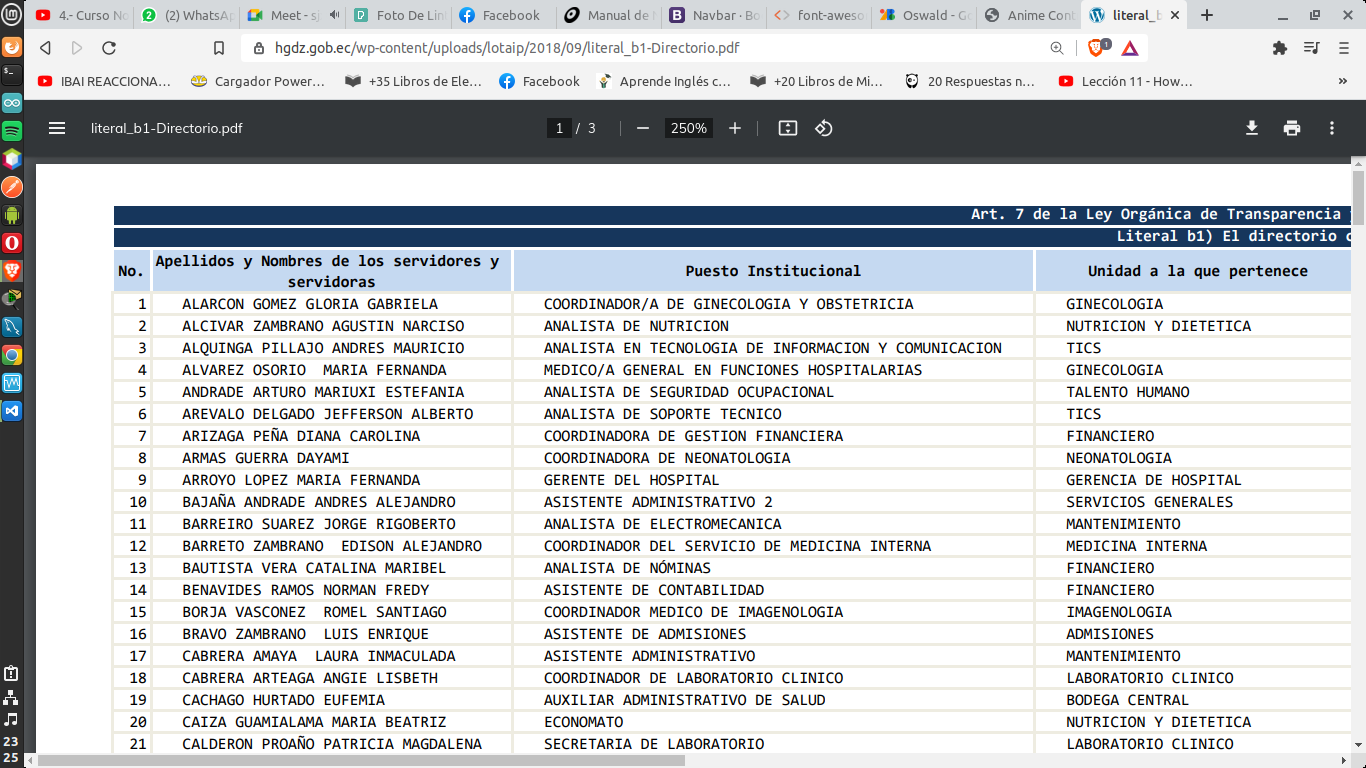 4.- Curso No
(2) WhatsAp
Meet - sj
Foto De Lin
Facebook
Manual de M
Navbar · Bo
font-aweso
Oswald - Go
Anime Cont
literal_b
hgdz.gob.ec/wp-content/uploads/lotaip/2018/09/literal_b1-Directorio.pdf
1
IBAI REACCIONA…
Cargador Power…
+35 Libros de Ele…
Facebook
Aprende Inglés c…
+20 Libros de Mi…
20 Respuestas n…
Lección 11 - How…
»
literal_b1-Directorio.pdf
1 / 3
250%
Art. 7 de la Ley Orgánica de Transparencia
Literal b1) El directorio
No. Apellidos y Nombres de los servidores y servidoras Puesto Institucional Unidad a la que pertenece
1 ALARCON GOMEZ GLORIA GABRIELA COORDINADOR/A DE GINECOLOGIA Y OBSTETRICIA GINECOLOGIA
2 ALCIVAR ZAMBRANO AGUSTIN NARCISO ANALISTA DE NUTRICION NUTRICION Y DIETETICA
3 ALQUINGA PILLAJO ANDRES MAURICIO ANALISTA EN TECNOLOGIA DE INFORMACION Y COMUNICACION TICS
4 ALVAREZ OSORIO MARIA FERNANDA MEDICO/A GENERAL EN FUNCIONES HOSPITALARIAS GINECOLOGIA
5 ANDRADE ARTURO MARIUXI ESTEFANIA ANALISTA DE SEGURIDAD OCUPACIONAL TALENTO HUMANO
6 AREVALO DELGADO JEFFERSON ALBERTO ANALISTA DE SOPORTE TECNICO TICS
7 ARIZAGA PEÑA DIANA CAROLINA COORDINADORA DE GESTION FINANCIERA FINANCIERO
8 ARMAS GUERRA DAYAMI COORDINADORA DE NEONATOLOGIA NEONATOLOGIA
9 ARROYO LOPEZ MARIA FERNANDA GERENTE DEL HOSPITAL GERENCIA DE HOSPITAL
10 BAJAÑA ANDRADE ANDRES ALEJANDRO ASISTENTE ADMINISTRATIVO 2 SERVICIOS GENERALES
11 BARREIRO SUAREZ JORGE RIGOBERTO ANALISTA DE ELECTROMECANICA MANTENIMIENTO
12 BARRETO ZAMBRANO EDISON ALEJANDRO COORDINADOR DEL SERVICIO DE MEDICINA INTERNA MEDICINA INTERNA
13 BAUTISTA VERA CATALINA MARIBEL ANALISTA DE NÓMINAS FINANCIERO
14 BENAVIDES RAMOS NORMAN FREDY ASISTENTE DE CONTABILIDAD FINANCIERO
15 BORJA VASCONEZ ROMEL SANTIAGO COORDINADOR MEDICO DE IMAGENOLOGIA IMAGENOLOGIA
16 BRAVO ZAMBRANO LUIS ENRIQUE ASISTENTE DE ADMISIONES ADMISIONES
17 CABRERA AMAYA LAURA INMACULADA ASISTENTE ADMINISTRATIVO MANTENIMIENTO
18 CABRERA ARTEAGA ANGIE LISBETH COORDINADOR DE LABORATORIO CLINICO LABORATORIO CLINICO
19 CACHAGO HURTADO EUFEMIA AUXILIAR ADMINISTRATIVO DE SALUD BODEGA CENTRAL
20 CAIZA GUAMIALAMA MARIA BEATRIZ ECONOMATO NUTRICION Y DIETETICA
21 CALDERON PROAÑO PATRICIA MAGDALENA SECRETARIA DE LABORATORIO LABORATORIO CLINICO
23
25